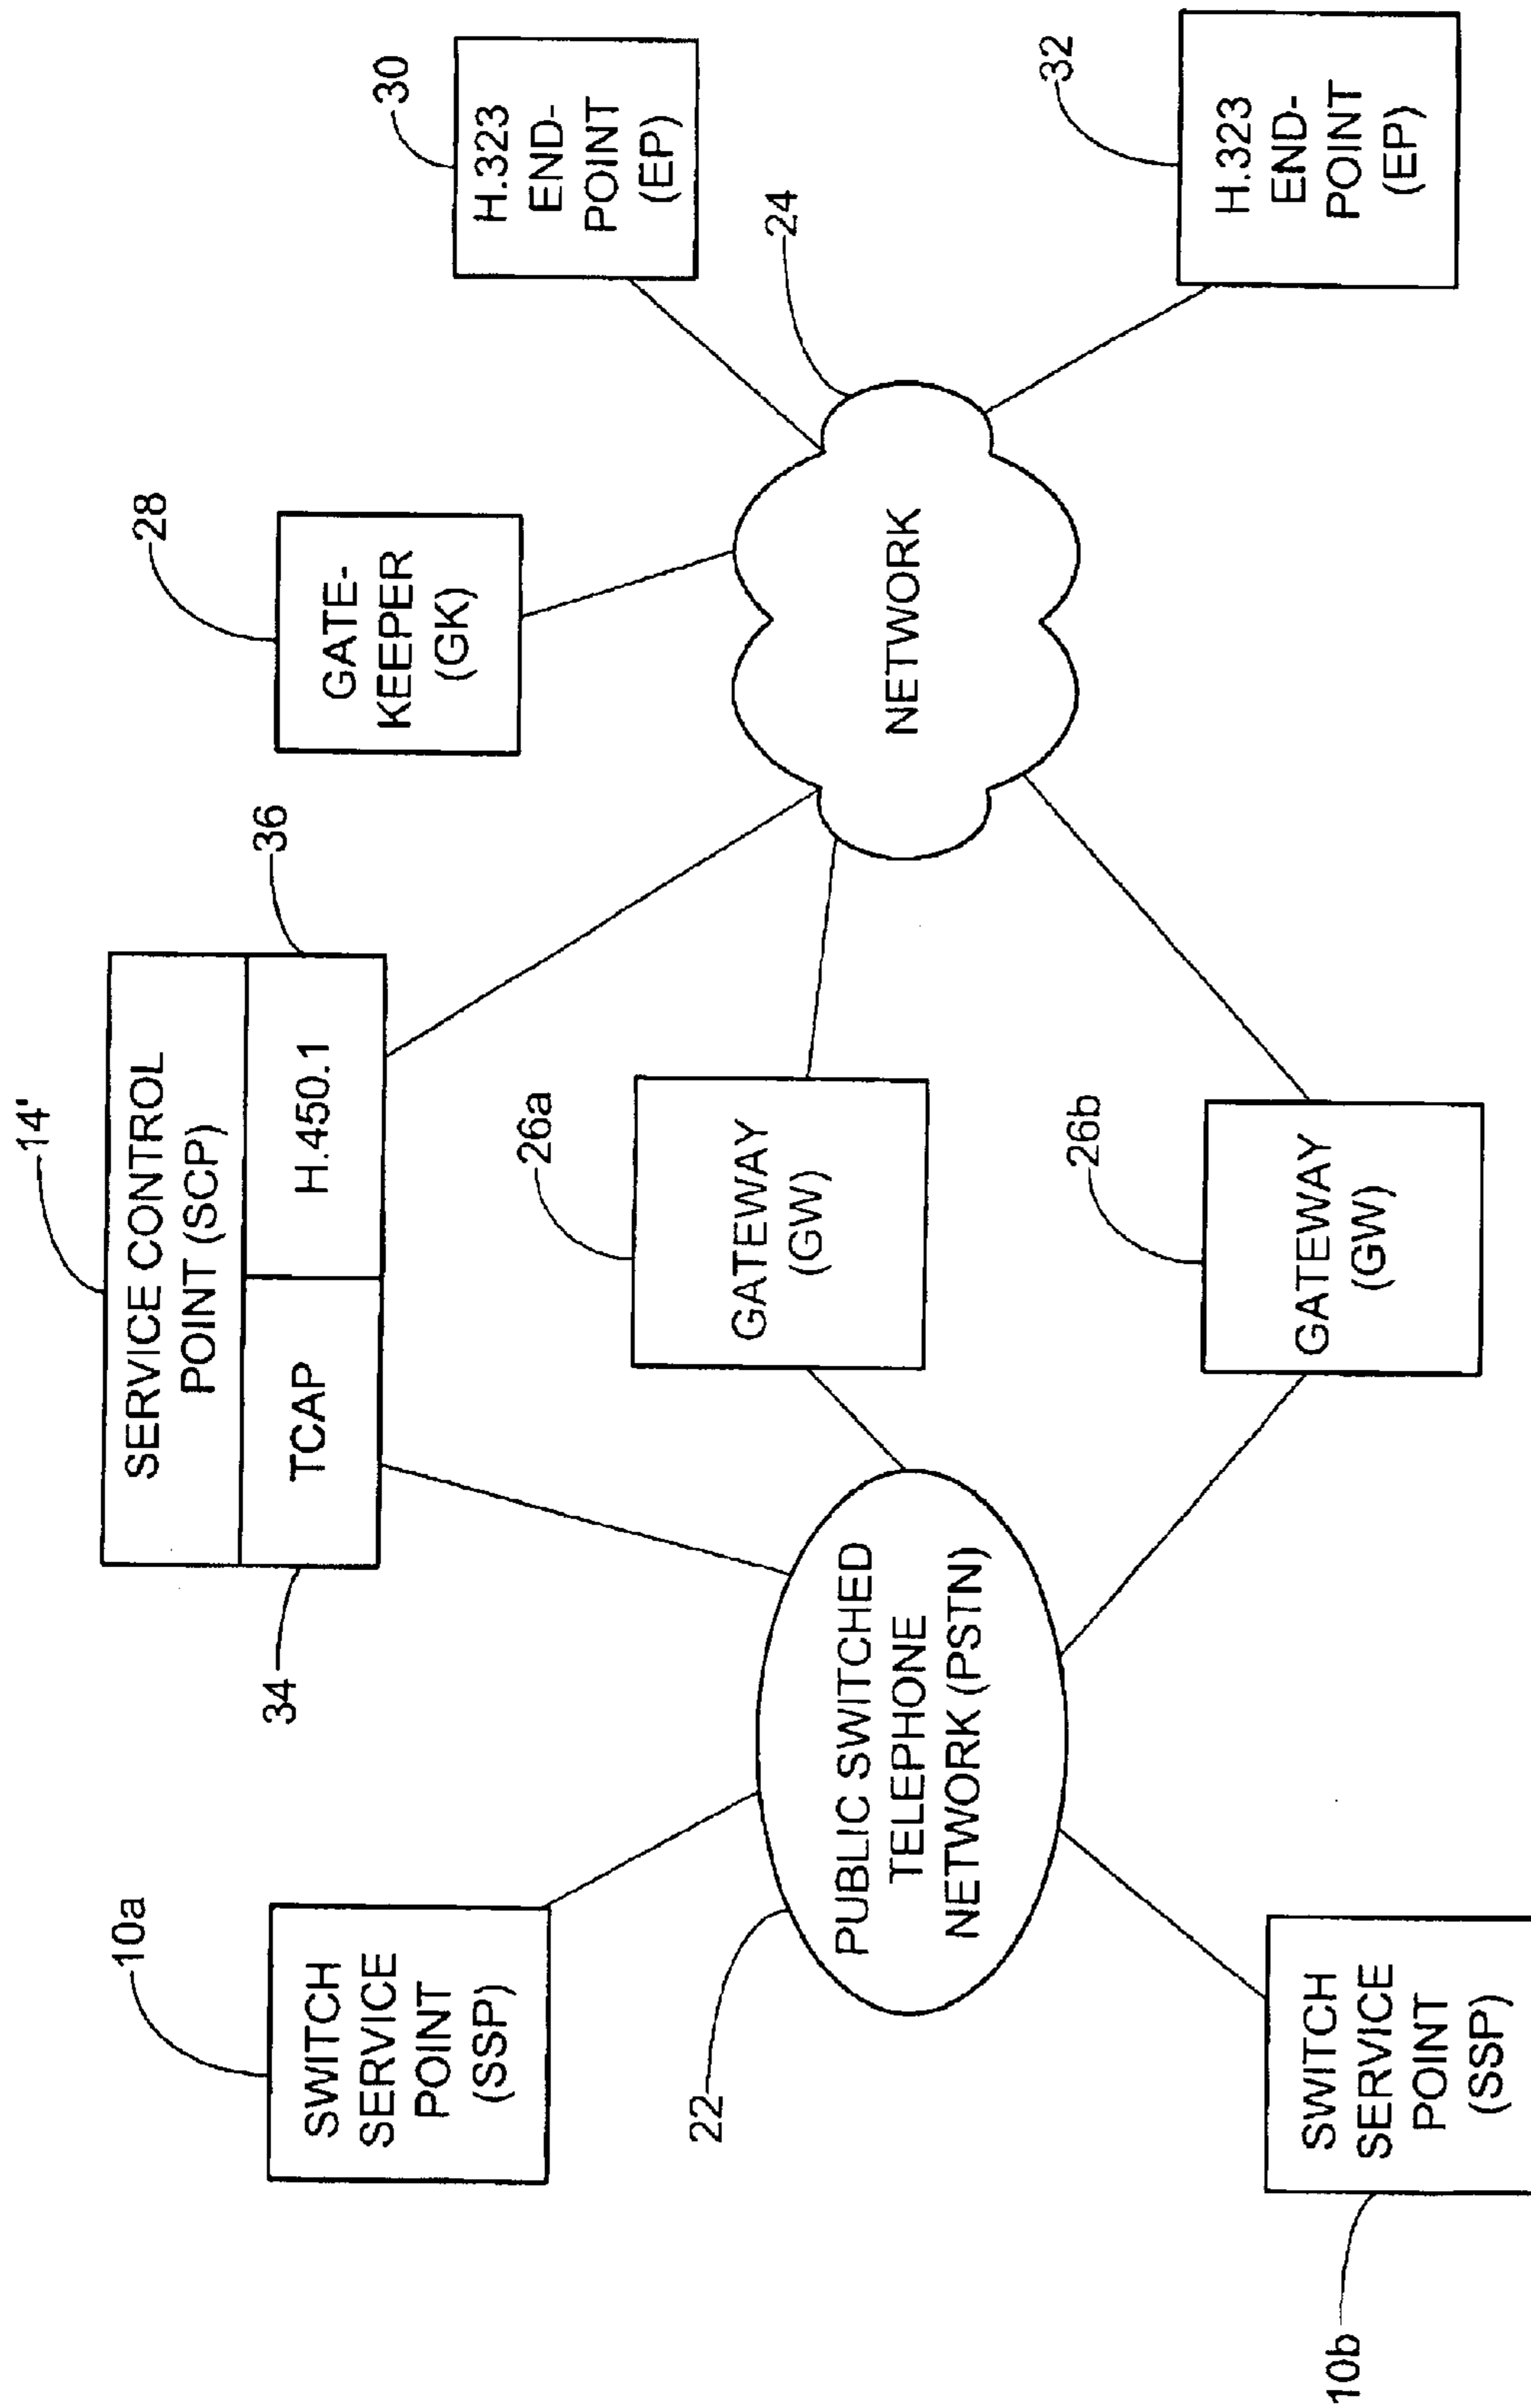 14'
SERVICE CONTROL
POINT (SCP)
TCAP
H.450.1
34
36
28
GATE-
KEEPER
(GK)
30
H.323
END-
POINT
(EP)
10a
SWITCH
SERVICE
POINT
(SSP)
26a
GATEWAY
(GW)
24
NETWORK
22
PUBLIC SWITCHED
TELEPHONE
NETWORK (PSTN)
26b
GATEWAY
(GW)
32
H.323
END-
POINT
(EP)
10b
SWITCH
SERVICE
POINT
(SSP)